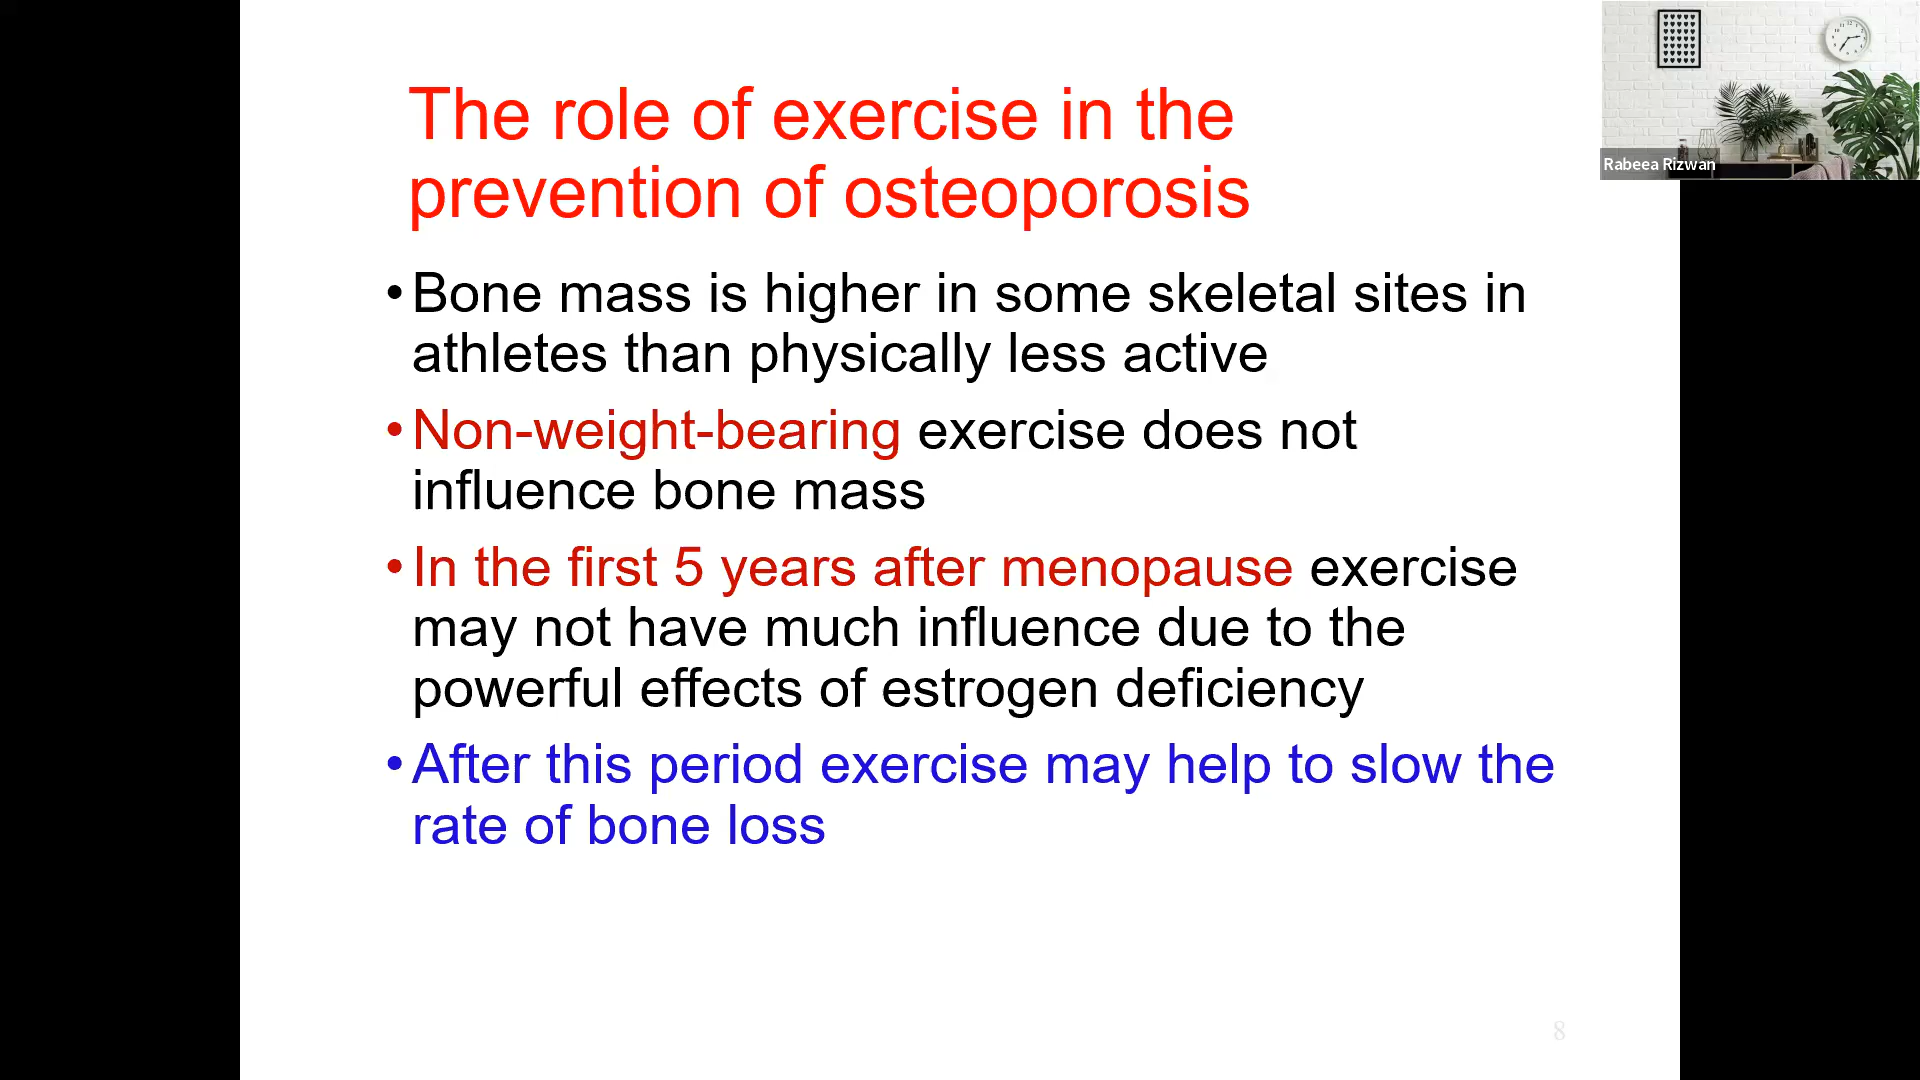 The role of exercise in the
prevention of osteoporosis
•Bone mass is higher in some skeletal sites in
athletes than physically less active
•Non-weight-bearing exercise does not
influence bone mass
•In the first 5 years after menopause exercise
may not have much influence due to the
powerful effects of estrogen deficiency
•After this period exercise may help to slow the
rate of bone loss
8
Rabeea Rizwan